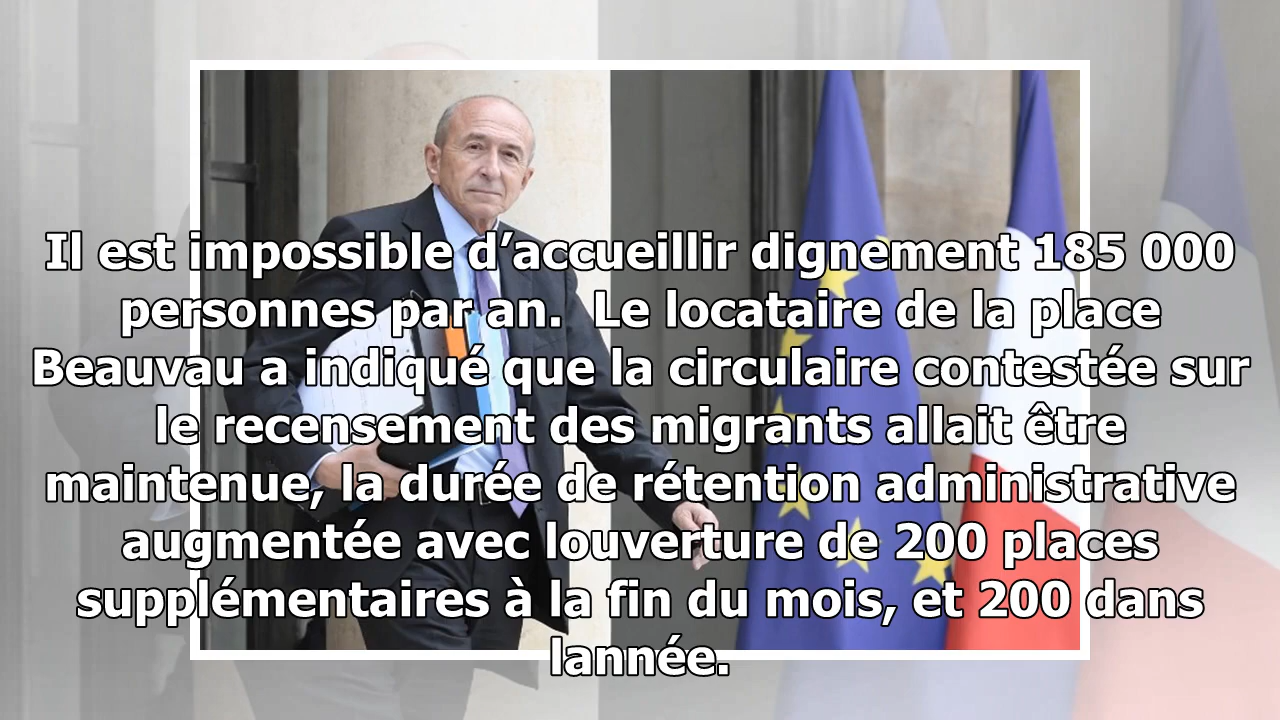 Il est impossible d’accueillir dignement 185 000
personnes par an.  Le locataire de la place
Beauvau a indiqué que la circulaire contestée sur
le recensement des migrants allait être
maintenue, la durée de rétention administrative
augmentée avec louverture de 200 places
supplémentaires à la fin du mois, et 200 dans
lannée.